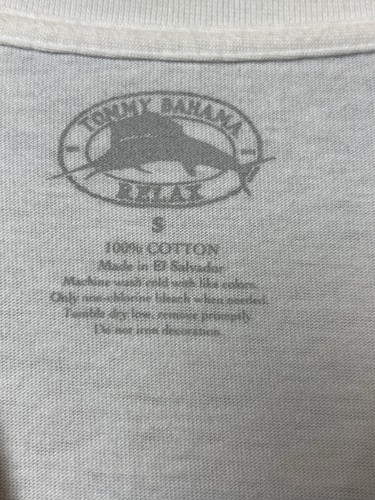 TOMMY BAHAMA
RELAX
S
100% COTTON
Made in El Salvador
Machine wash cold with like colors.
Only non-chlorine bleach when needed.
Tumble dry low, remove promptly.
Do not iron decoration.